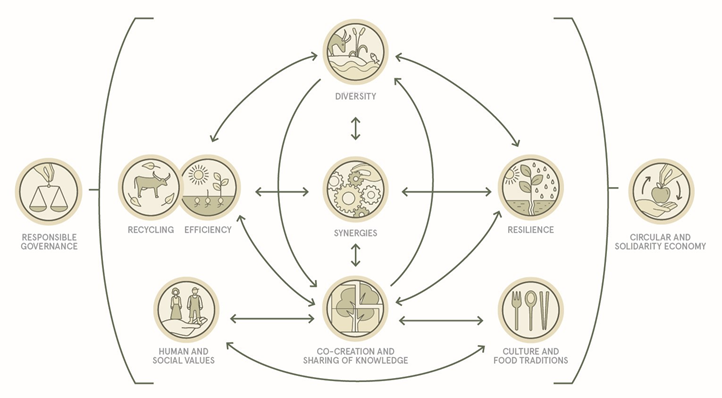 DIVERSITY
RECYCLING
EFFICIENCY
SYNERGIES
RESILIENCE
RESPONSIBLE
GOVERNANCE
CIRCULAR AND
SOLIDARITY ECONOMY
HUMAN AND
SOCIAL VALUES
CO-CREATION AND
SHARING OF KNOWLEDGE
CULTURE AND
FOOD TRADITIONS